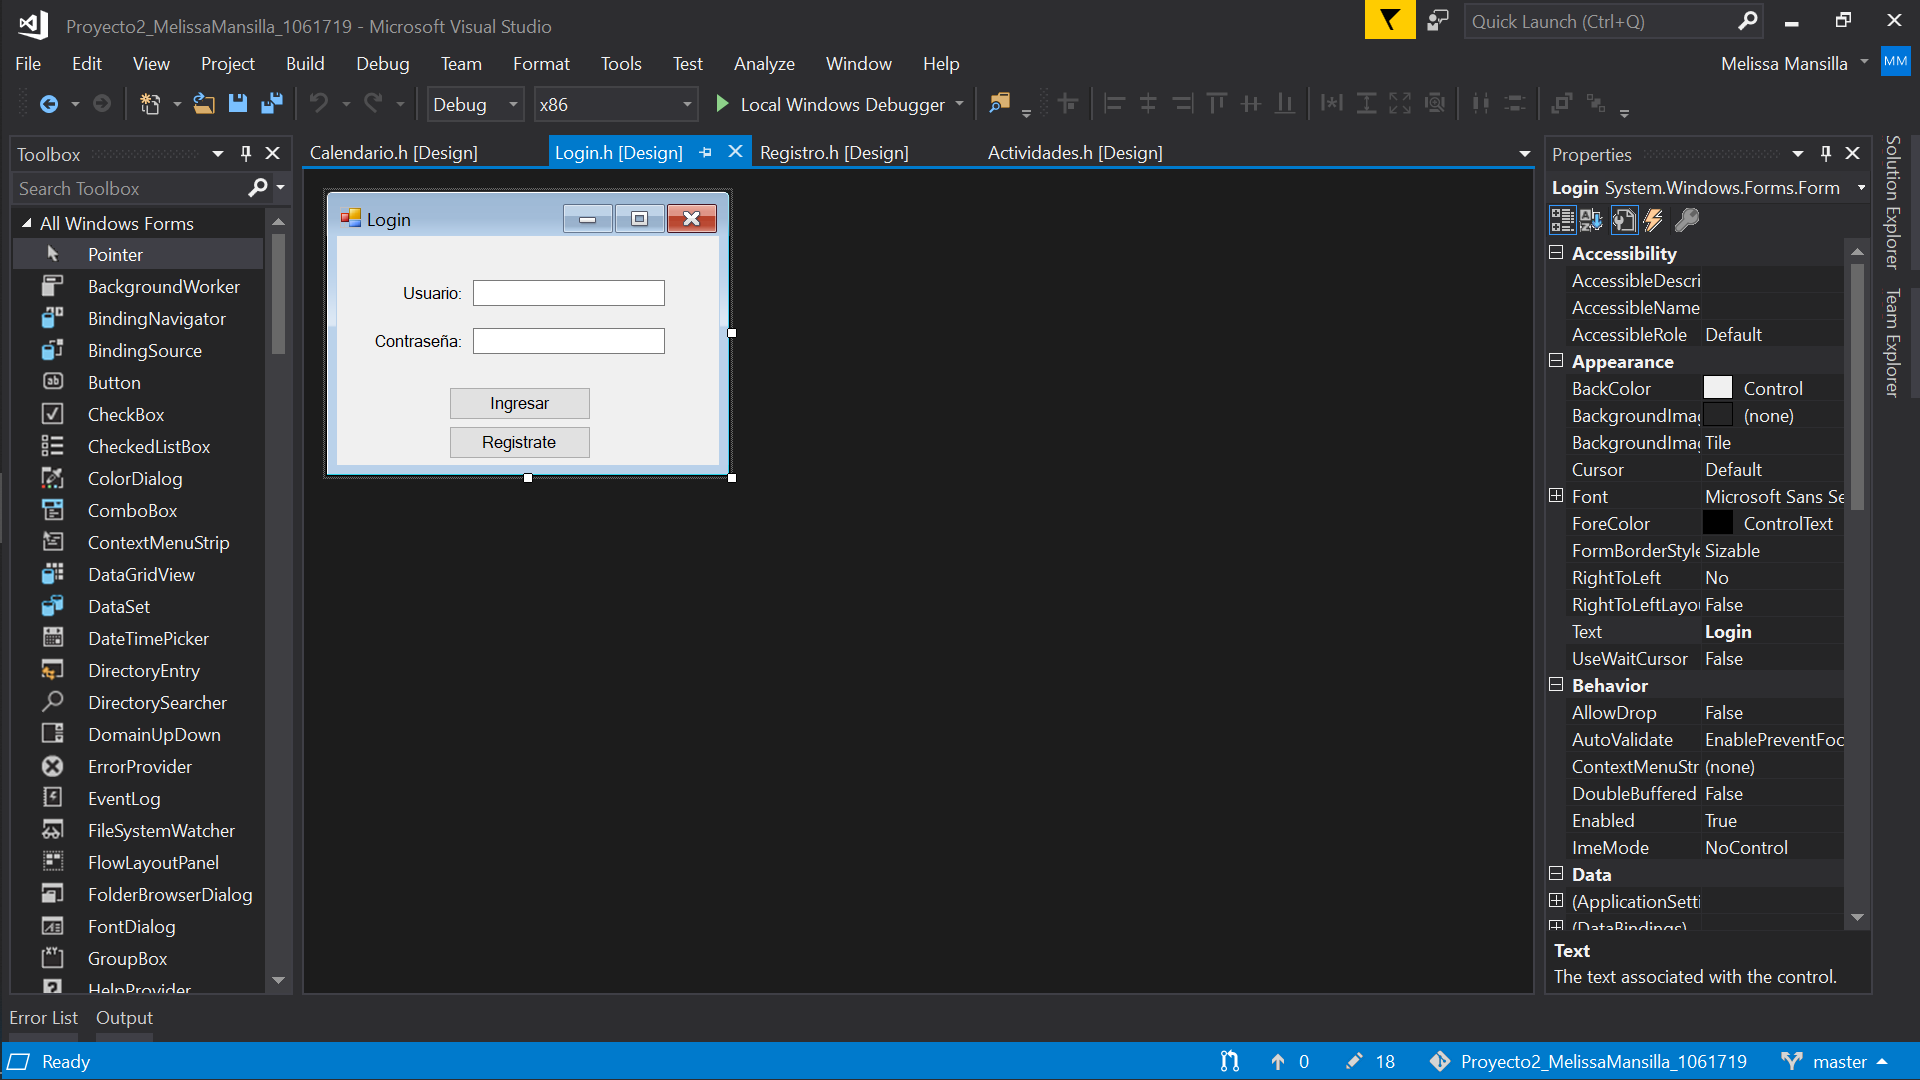 Proyecto2_MelissaMansilla_1061719 - Microsoft Visual Studio
Quick Launch (Ctrl+Q)
File Edit View Project Build Debug Team Format Tools Test Analyze Window Help
Melissa Mansilla MM
Debug x86 Local Windows Debugger
Toolbox
Search Toolbox
All Windows Forms
Pointer
BackgroundWorker
BindingNavigator
BindingSource
Button
CheckBox
CheckedListBox
ColorDialog
ComboBox
ContextMenuStrip
DataGridView
DataSet
DateTimePicker
DirectoryEntry
DirectorySearcher
DomainUpDown
ErrorProvider
EventLog
FileSystemWatcher
FlowLayoutPanel
FolderBrowserDialog
FontDialog
GroupBox
HelpProvider
Calendario.h [Design] Login.h [Design] Registro.h [Design] Actividades.h [Design]
Login
Usuario:
Contraseña:
Ingresar
Registrate
Properties
Login System.Windows.Forms.Form
Accessibility
AccessibleDescri
AccessibleName
AccessibleRole Default
Appearance
BackColor Control
BackgroundImag (none)
BackgroundImag Tile
Cursor Default
Font Microsoft Sans Se
ForeColor ControlText
FormBorderStyle Sizable
RightToLeft No
RightToLeftLayou False
Text Login
UseWaitCursor False
Behavior
AllowDrop False
AutoValidate EnablePreventFoc
ContextMenuStr (none)
DoubleBuffered False
Enabled True
ImeMode NoControl
Data
(ApplicationSetti
(DataBindings)
Text
The text associated with the control.
Solution Explorer
Team Explorer
Error List Output
Ready
0 18 Proyecto2_MelissaMansilla_1061719 master